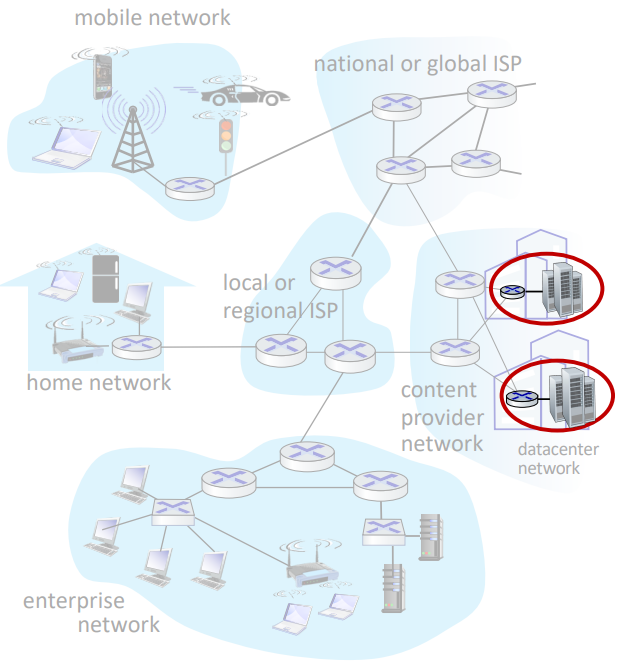 mobile network
national or global ISP
local or
regional ISP
home network
content
provider
network
datacenter
network
enterprise
network